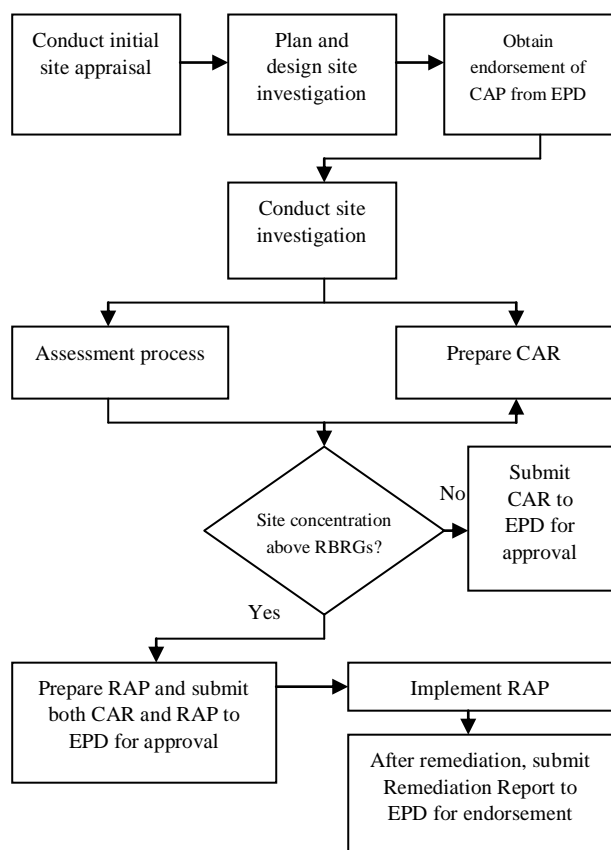 Conduct initial
site appraisal
Plan and
design site
investigation
Obtain
endorsement of
CAP from EPD
Conduct site
investigation
Assessment process
Prepare CAR
Site concentration
above RBRGs?
No
Submit
CAR to
EPD for
approval
Yes
Prepare RAP and submit
both CAR and RAP to
EPD for approval
Implement RAP
After remediation, submit
Remediation Report to
EPD for endorsement